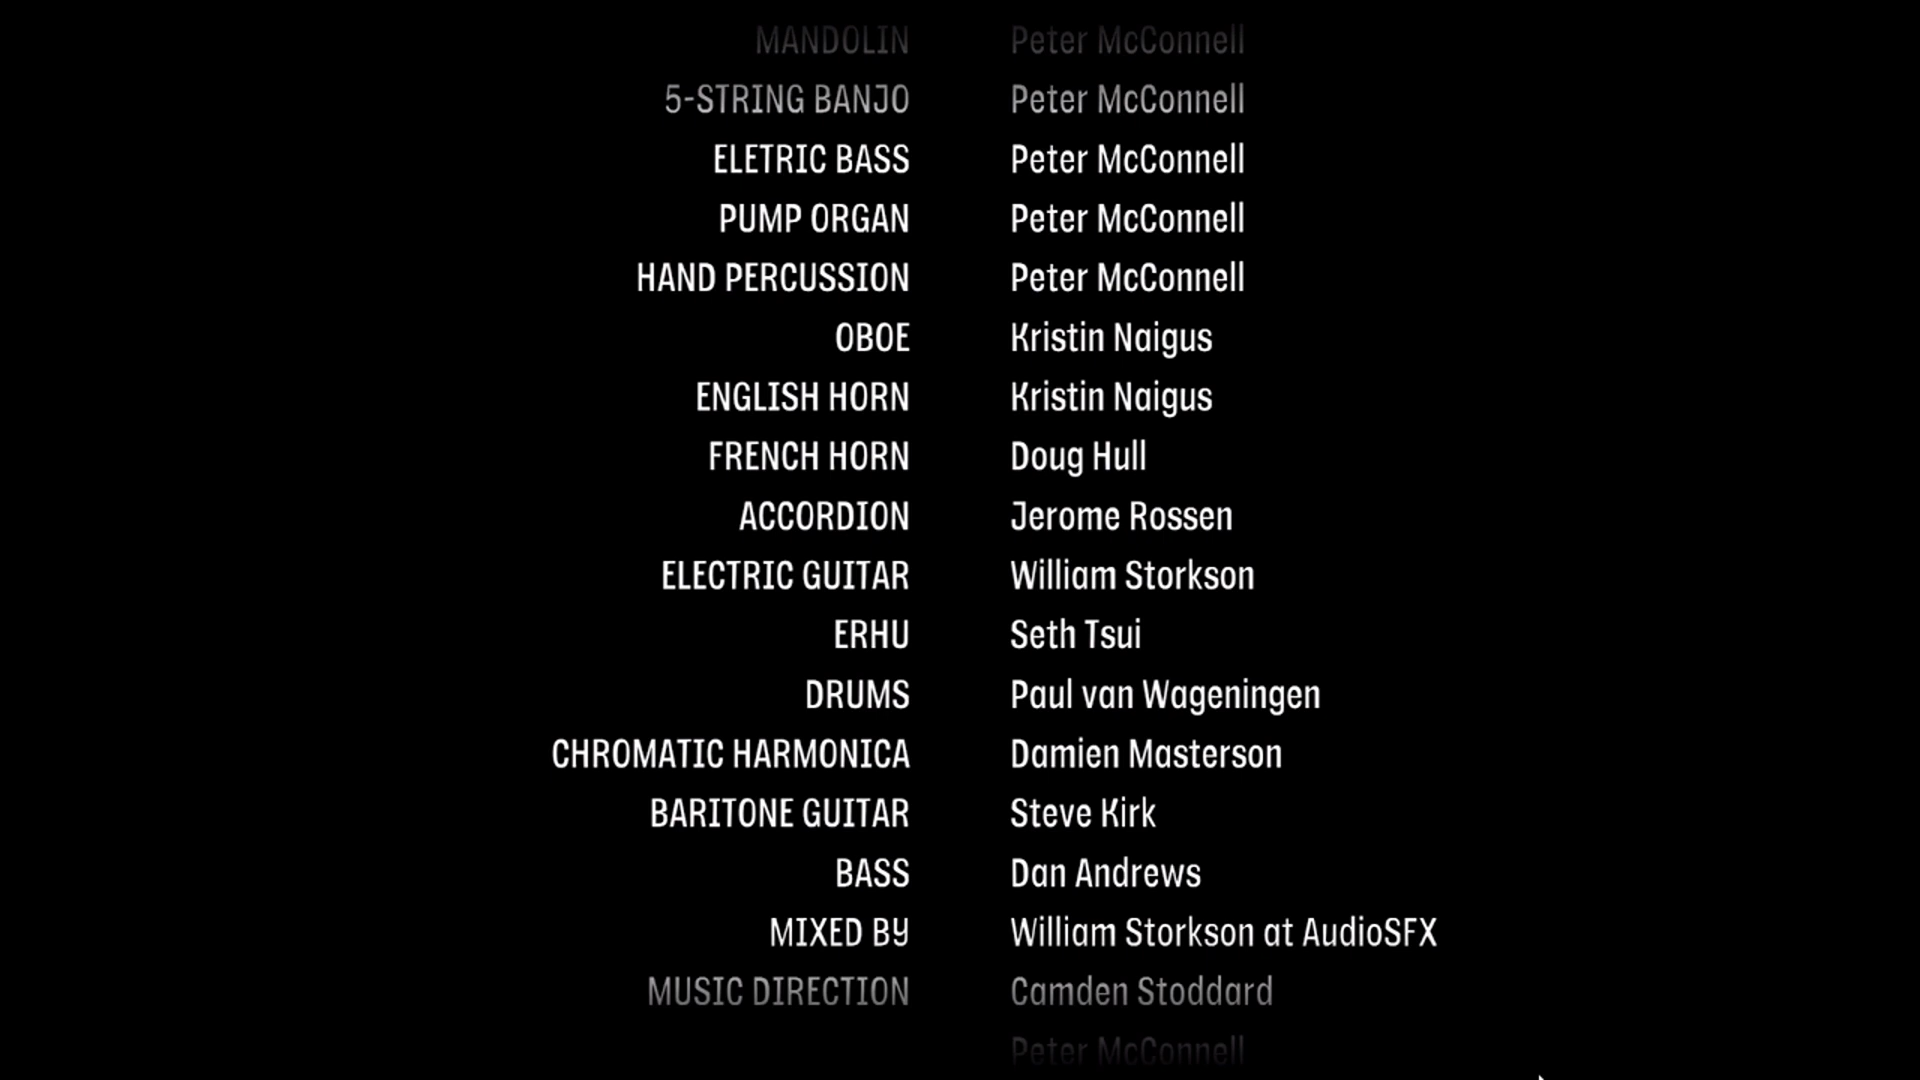 MANDOLIN Peter McConnell
5-STRING BANJO Peter McConnell
ELETRIC BASS Peter McConnell
PUMP ORGAN Peter McConnell
HAND PERCUSSION Peter McConnell
OBOE Kristin Naigus
ENGLISH HORN Kristin Naigus
FRENCH HORN Doug Hull
ACCORDION Jerome Rossen
ELECTRIC GUITAR William Storkson
ERHU Seth Tsui
DRUMS Paul van Wageningen
CHROMATIC HARMONICA Damien Masterson
BARITONE GUITAR Steve Kirk
BASS Dan Andrews
MIXED BY William Storkson at AudioSFX
MUSIC DIRECTION Camden Stoddard
Peter McConnell